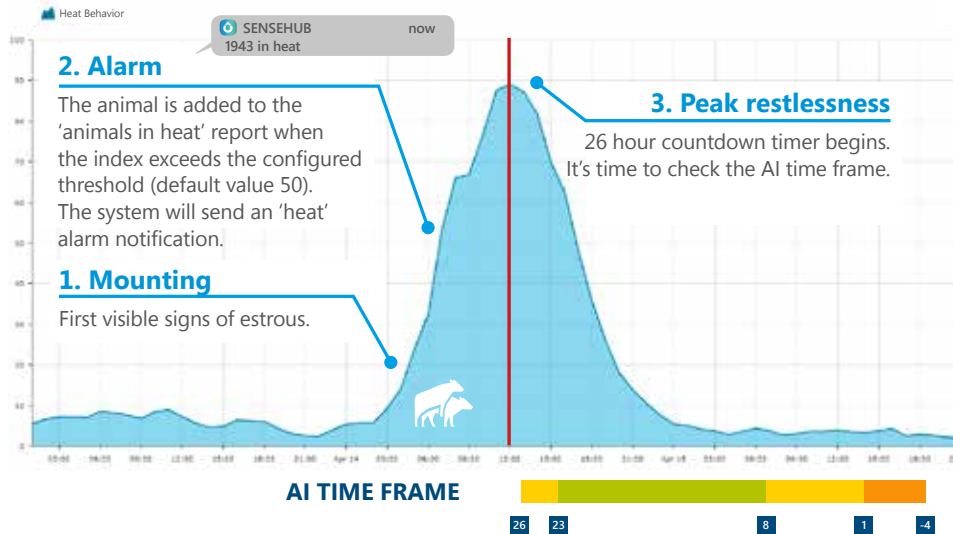 Heat Behavior
SENSEHUB now
1943 in heat
2. Alarm
The animal is added to the
‘animals in heat’ report when
the index exceeds the configured
threshold (default value 50).
The system will send an ‘heat’
alarm notification.
3. Peak restlessness
26 hour countdown timer begins.
It’s time to check the AI time frame.
1. Mounting
First visible signs of estrous.
AI TIME FRAME
26 23 8 1 -4